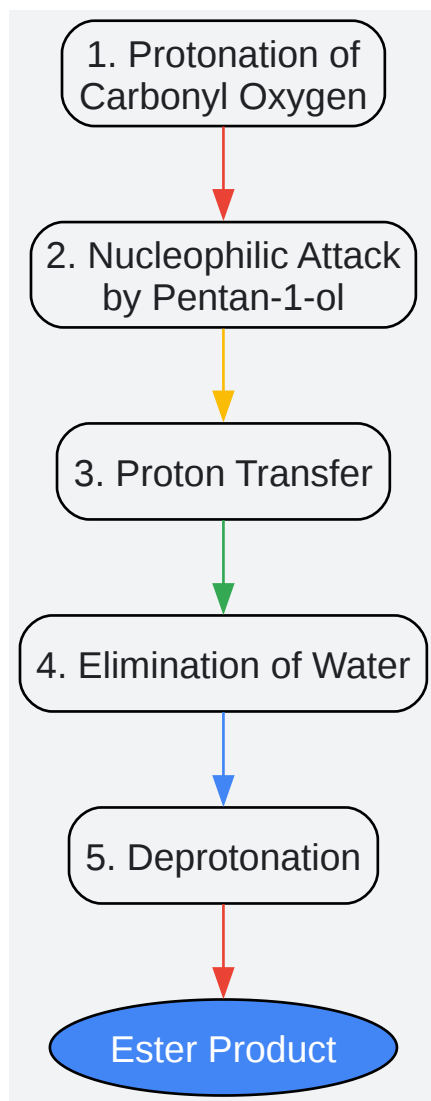 1. Protonation of
Carbonyl Oxygen
2. Nucleophilic Attack
by Pentan-1-ol
3. Proton Transfer
4. Elimination of Water
5. Deprotonation
Ester Product